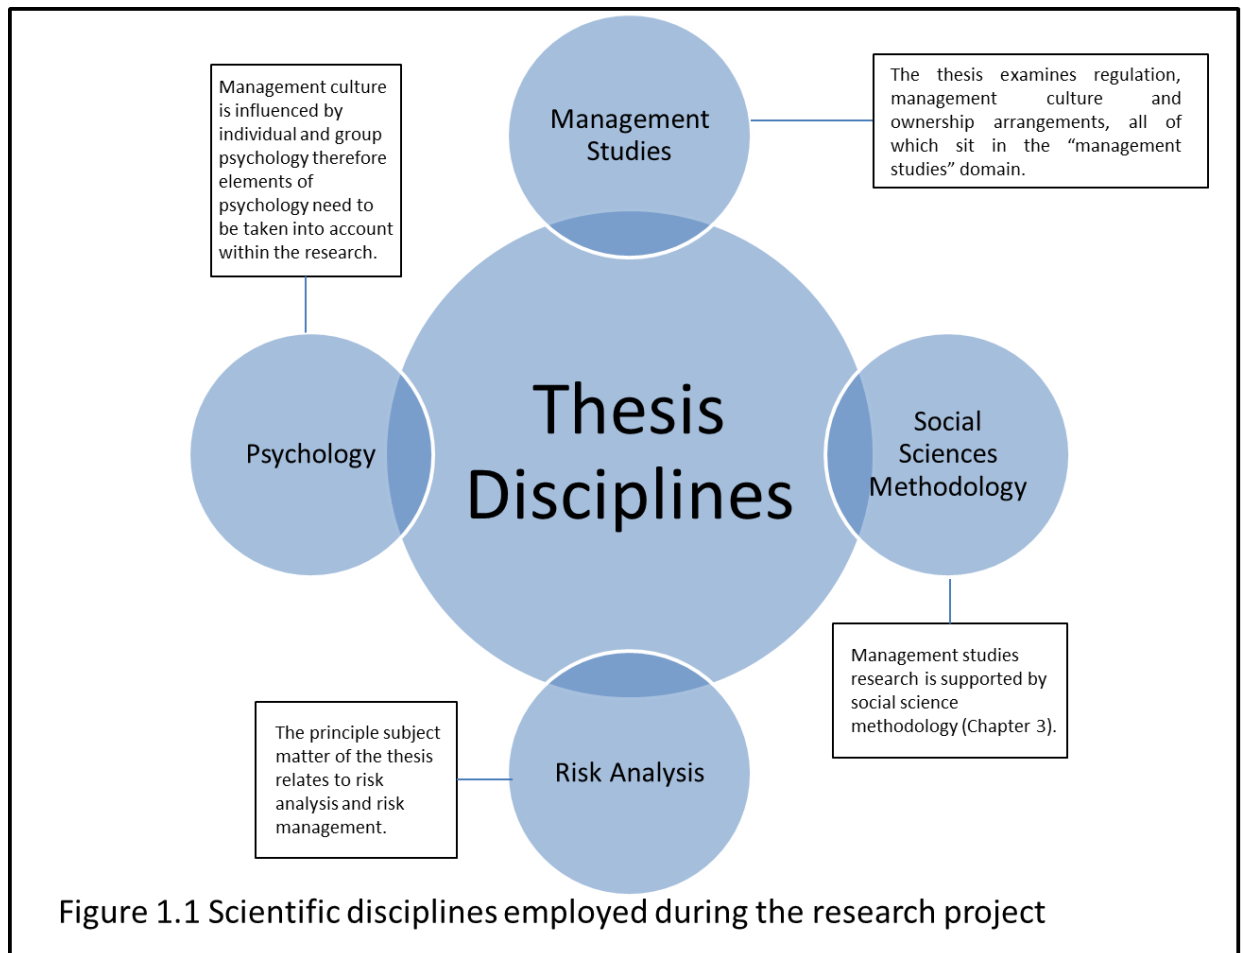 Management culture
is influenced by
individual and group
psychology therefore
elements of
psychology need to
be taken into account
within the research.
Management
Studies
The thesis examines regulation,
management culture and
ownership arrangements, all of
which sit in the “management
studies” domain.
Psychology
Thesis
Disciplines
Social
Sciences
Methodology
Management studies
research is supported by
social science
methodology (Chapter 3).
The principle subject
matter of the thesis
relates to risk
analysis and risk
management.
Risk Analysis
Figure 1.1 Scientific disciplines employed during the research project